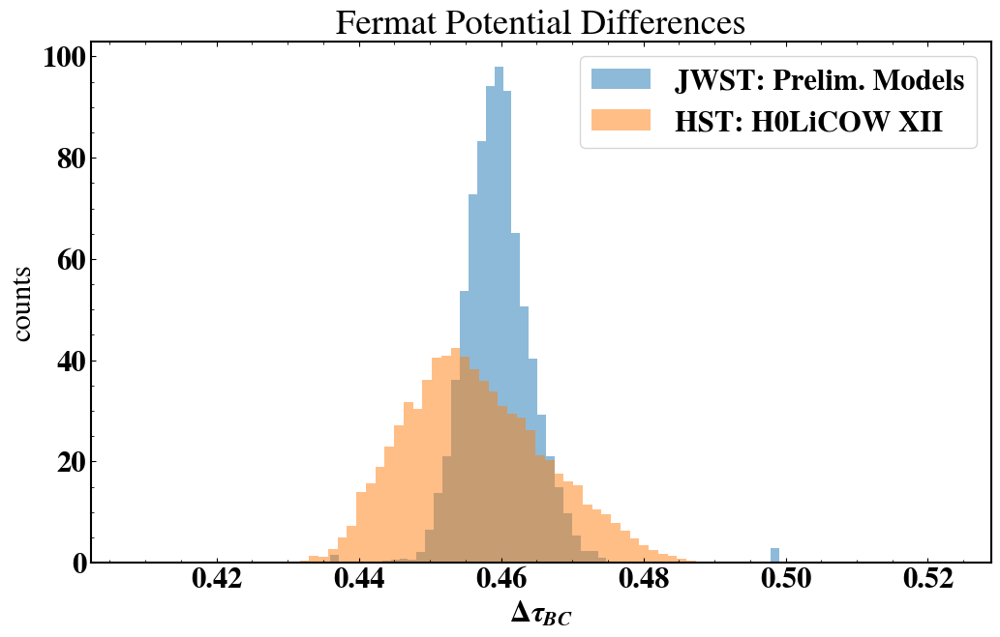 Fermat Potential Differences
JWST: Prelim. Models
HST: H0LiCOW XII
counts
100
80
60
40
20
0
0.42 0.44 0.46 0.48 0.50 0.52
Δτ_BC